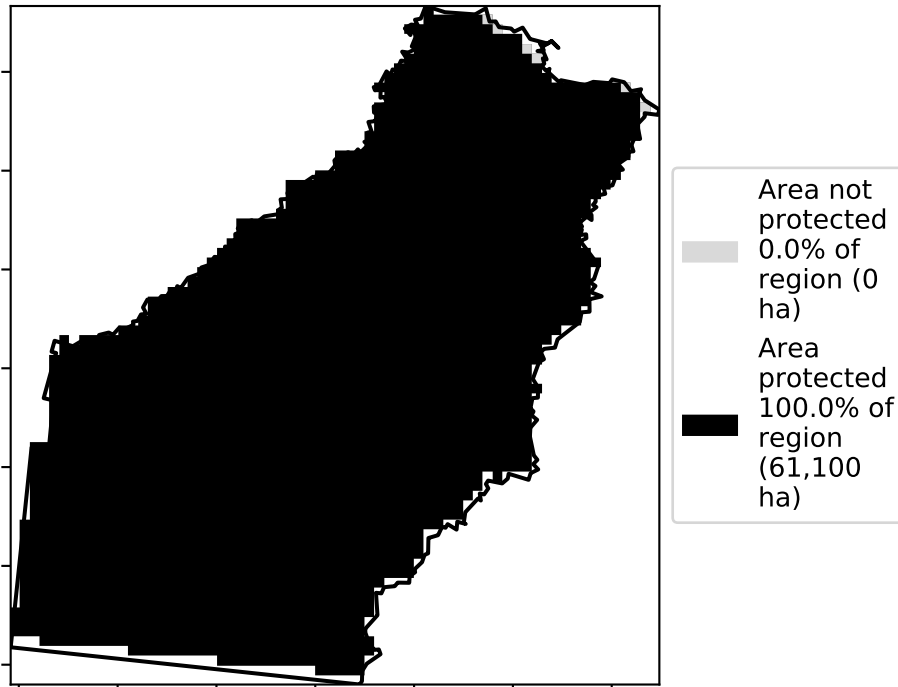 Area not
protected
0.0% of
region (0
ha)
Area
protected
100.0% of
region
(61,100
ha)